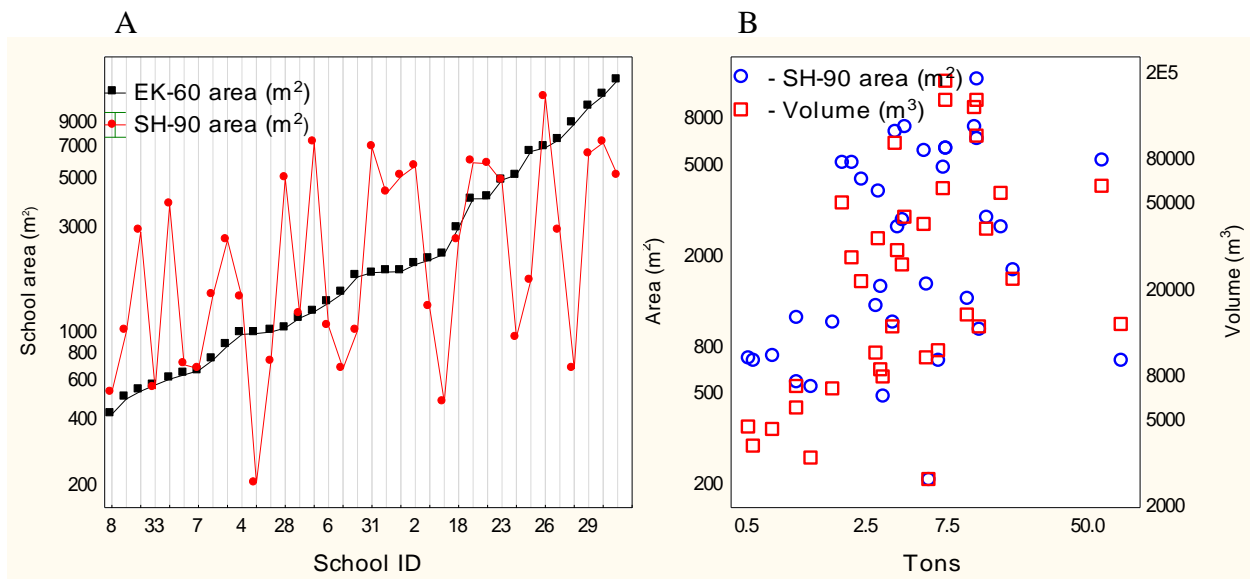 A
B
EK-60 area (m²)
SH-90 area (m²)
9000
7000
5000
3000
1000
800
600
400
200
School area (m²)
8 33 7 4 28 6 31 2 18 23 26 29
School ID
- SH-90 area (m²)
- Volume (m³)
8000
5000
2000
800
500
200
Area (m²)
2E5
80000
50000
20000
8000
5000
2000
Volume (m³)
0.5 2.5 7.5 50.0
Tons